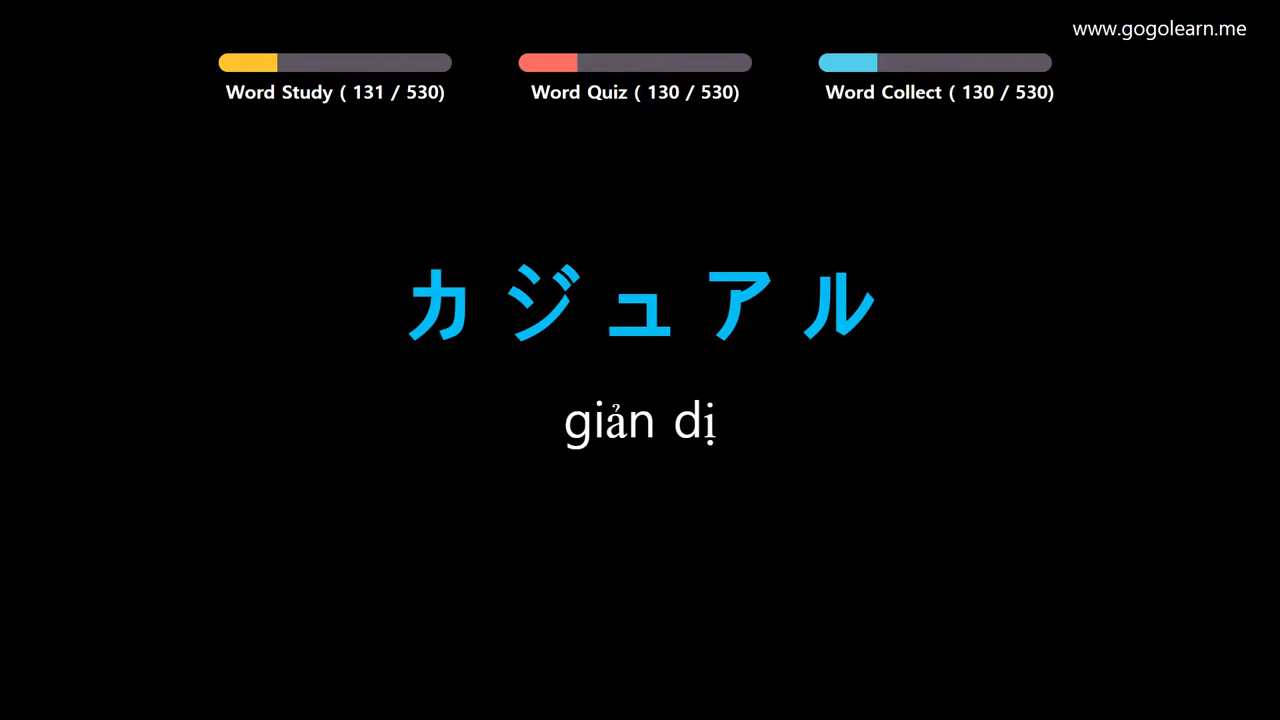 www.gogolearn.me
Word Study ( 131 / 530)
Word Quiz ( 130 / 530)
Word Collect ( 130 / 530)
カジュアル
giản dị